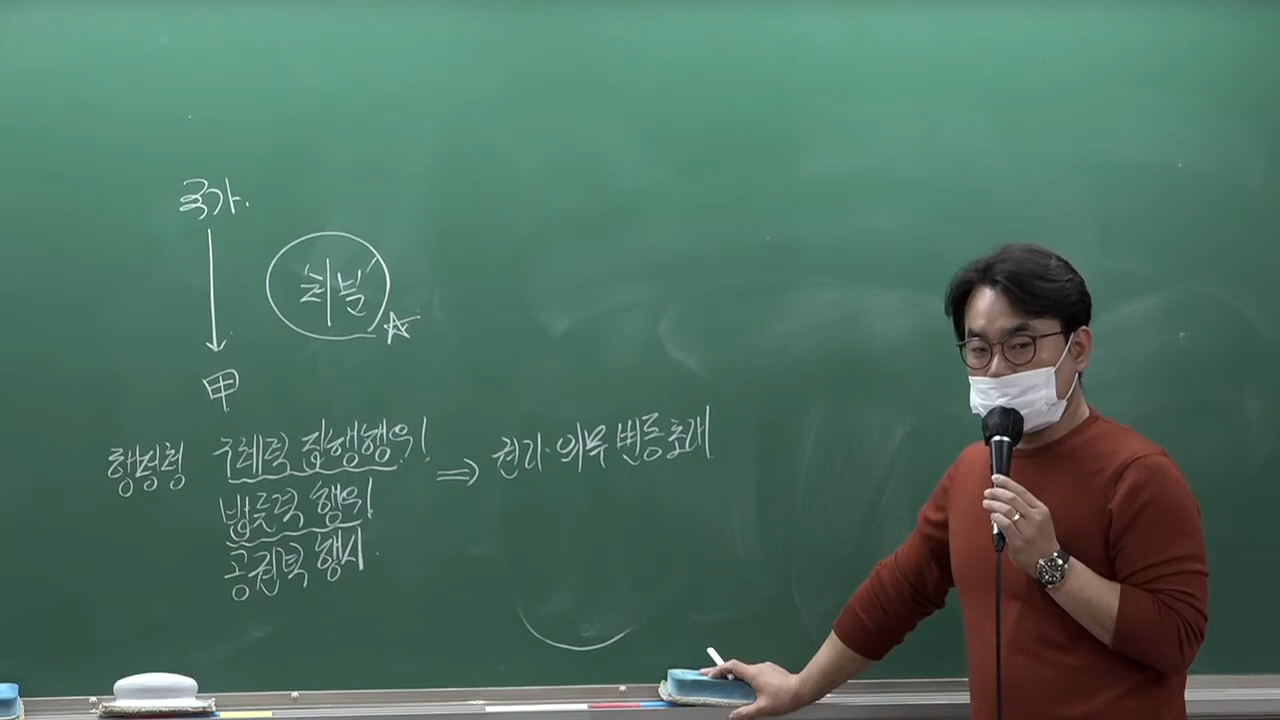 국가.
처분
甲
행정청 구체적 집행행위! ⇒ 권리·의무 변동 초래
법률적 행위!
공권력 행사.